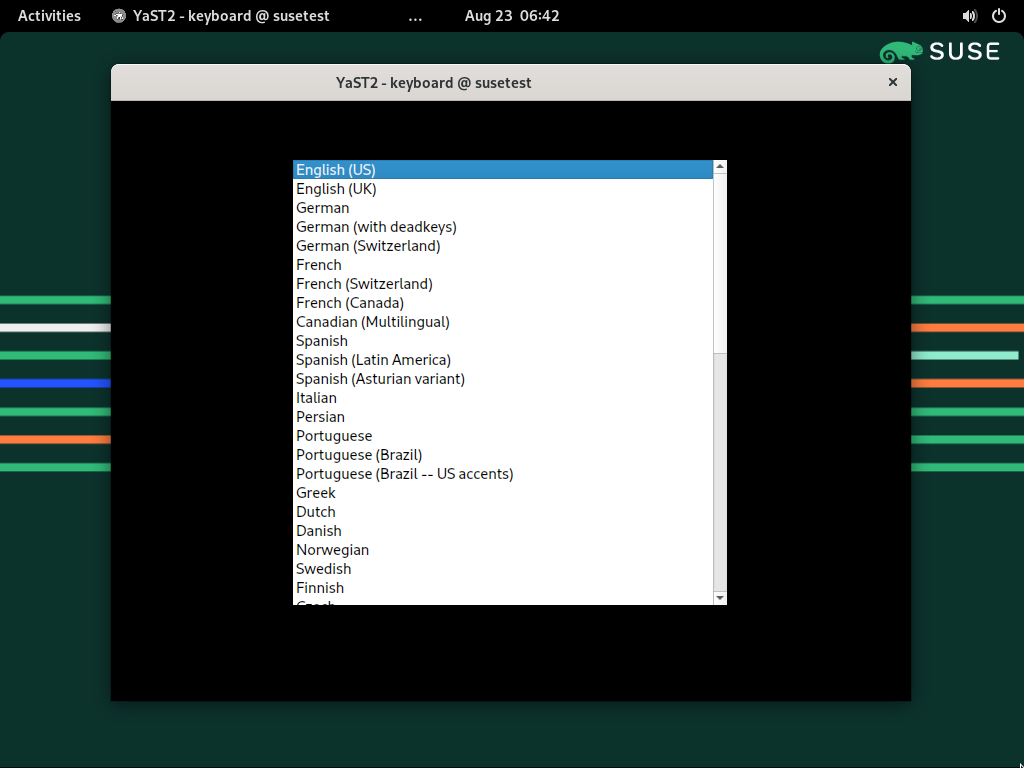 Activities YaST2 - keyboard @ susetest ... Aug 23 06:42
SUSE
YaST2 - keyboard @ susetest
English (US)
English (UK)
German
German (with deadkeys)
German (Switzerland)
French
French (Switzerland)
French (Canada)
Canadian (Multilingual)
Spanish
Spanish (Latin America)
Spanish (Asturian variant)
Italian
Persian
Portuguese
Portuguese (Brazil)
Portuguese (Brazil -- US accents)
Greek
Dutch
Danish
Norwegian
Swedish
Finnish
Czech